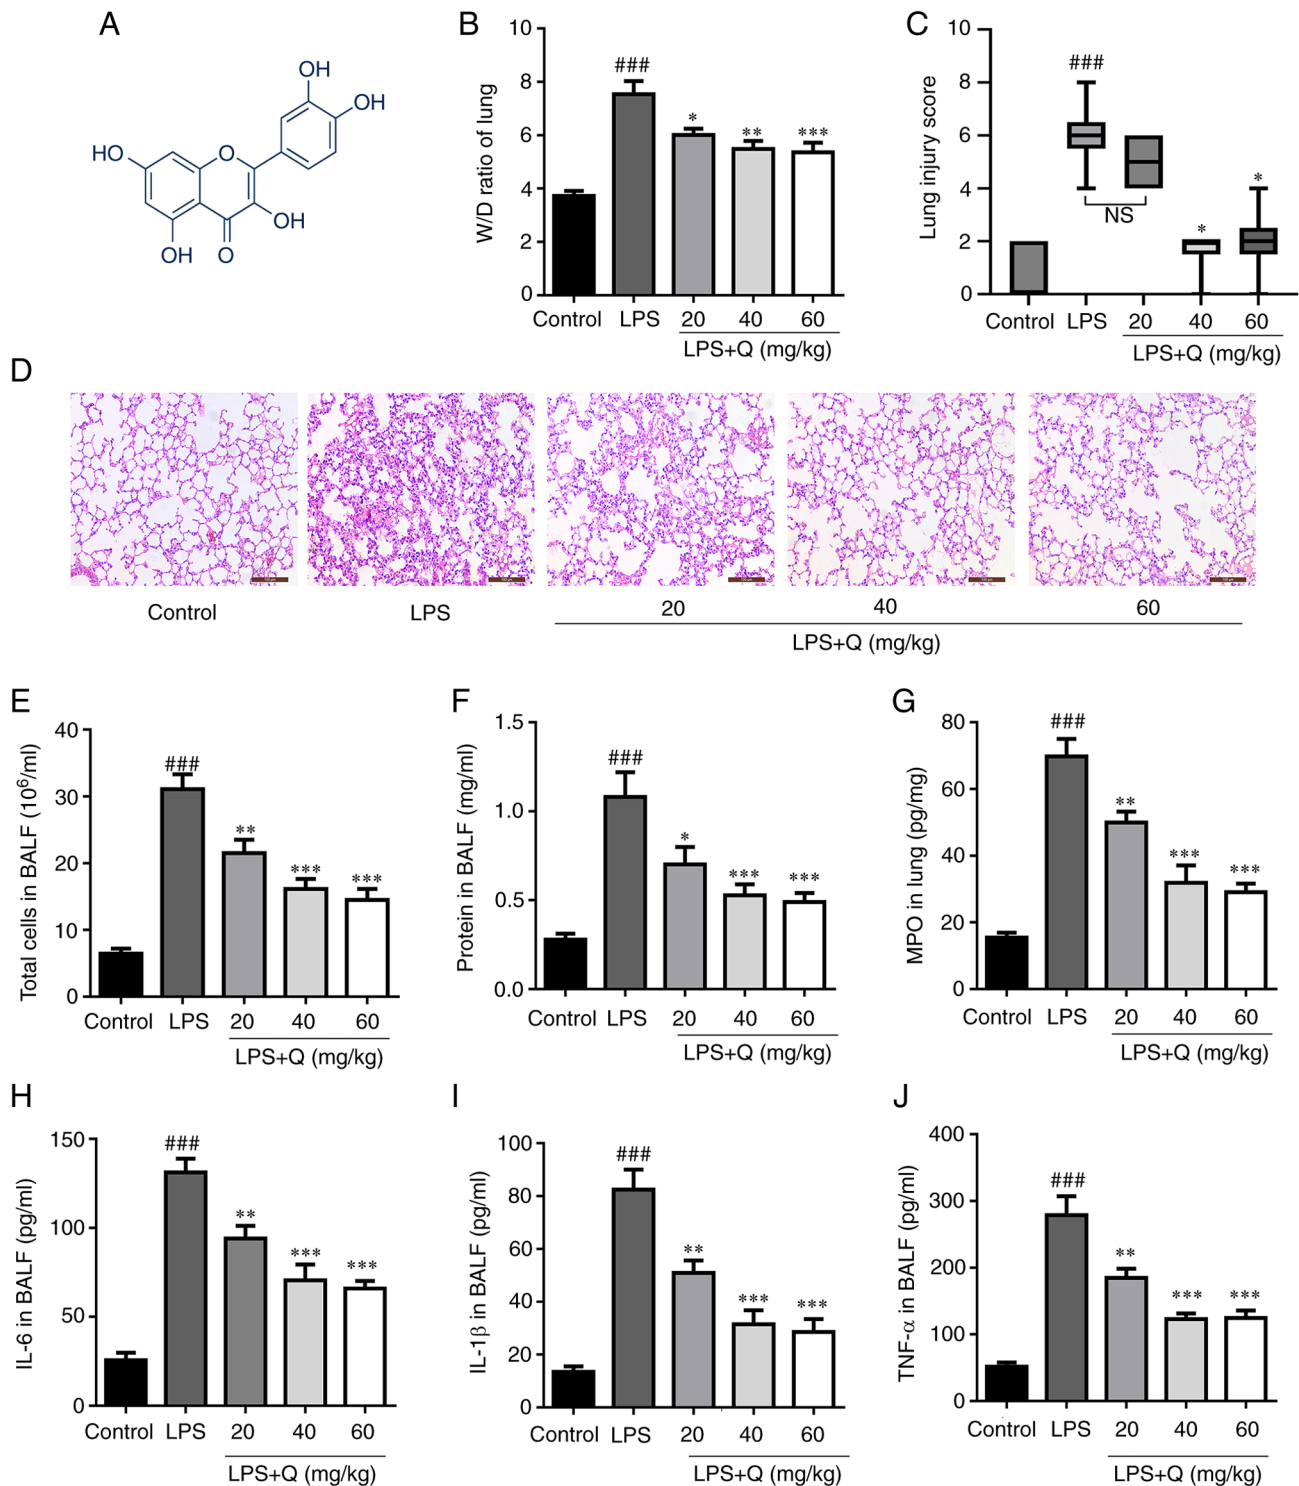 A
OH
OH
HO
O
OH
OH
O
B
W/D ratio of lung
10
8
6
4
2
0
###
*
**
***
Control LPS 20 40 60
LPS+Q (mg/kg)
C
Lung injury score
10
8
6
4
2
0
###
NS
*
*
Control LPS 20 40 60
LPS+Q (mg/kg)
D
Control LPS 20 40 60
LPS+Q (mg/kg)
E
Total cells in BALF (10⁶/ml)
40
30
20
10
0
###
**
***
***
Control LPS 20 40 60
LPS+Q (mg/kg)
F
Protein in BALF (mg/ml)
1.5
1.0
0.5
0.0
###
*
***
***
Control LPS 20 40 60
LPS+Q (mg/kg)
G
MPO in lung (pg/mg)
80
60
40
20
0
###
**
***
***
Control LPS 20 40 60
LPS+Q (mg/kg)
H
IL-6 in BALF (pg/ml)
150
100
50
0
###
**
***
***
Control LPS 20 40 60
LPS+Q (mg/kg)
I
IL-1β in BALF (pg/ml)
100
80
60
40
20
0
###
**
***
***
Control LPS 20 40 60
LPS+Q (mg/kg)
J
TNF-α in BALF (pg/ml)
400
300
200
100
0
###
**
***
***
Control LPS 20 40 60
LPS+Q (mg/kg)